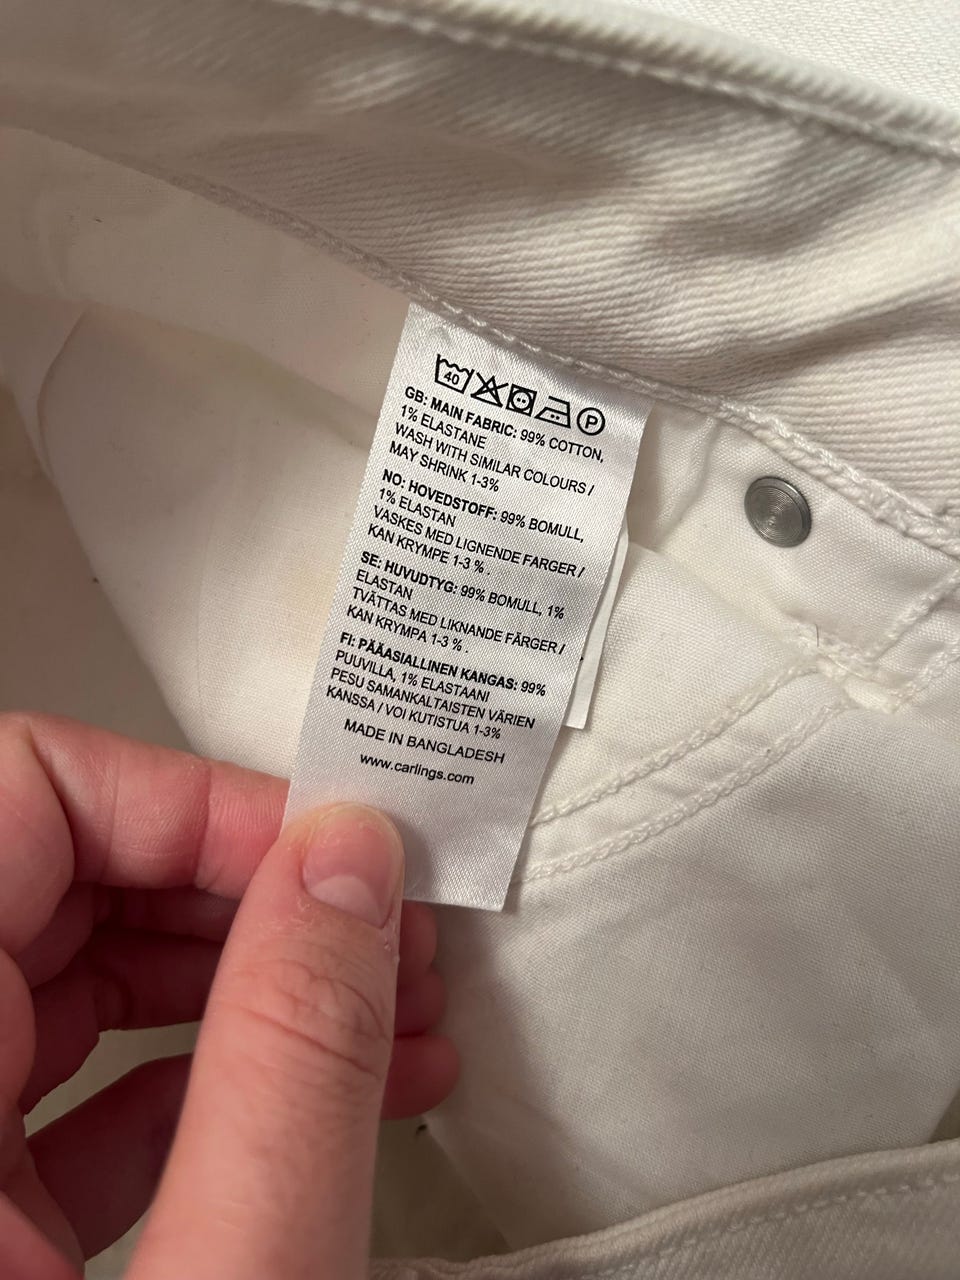 40
P
GB: MAIN FABRIC: 99% COTTON,
1% ELASTANE
WASH WITH SIMILAR COLOURS /
MAY SHRINK 1-3%
NO: HOVEDSTOFF: 99% BOMULL,
1% ELASTAN
VASKES MED LIGNENDE FARGER /
KAN KRYMPE 1-3 % .
SE: HUVUDTYG: 99% BOMULL, 1%
ELASTAN
TVÄTTAS MED LIKNANDE FÄRGER /
KAN KRYMPA 1-3 % .
FI: PÄÄASIALLINEN KANGAS: 99%
PUUVILLA, 1% ELASTAANI
PESU SAMANKALTAISTEN VÄRIEN
KANSSA / VOI KUTISTUA 1-3%
MADE IN BANGLADESH
www.carlings.com